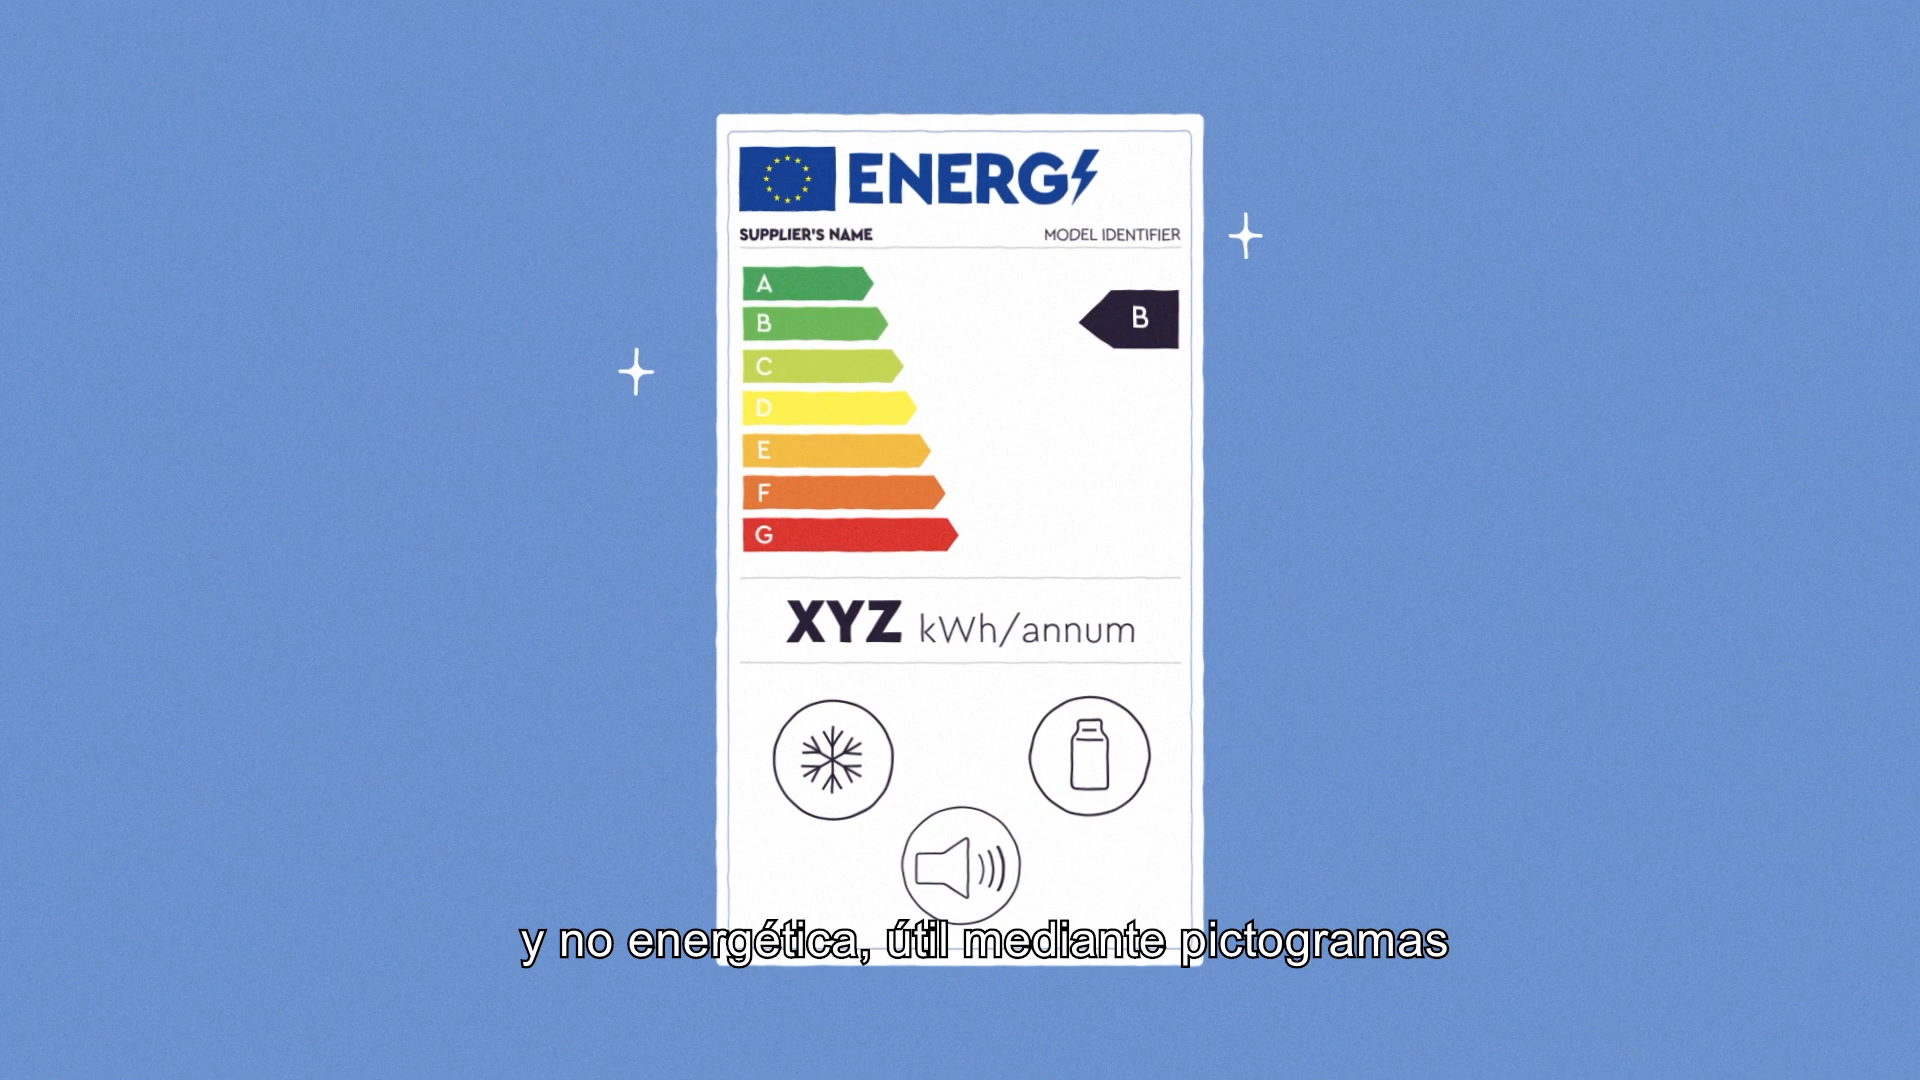 ENERG
SUPPLIER'S NAME
MODEL IDENTIFIER
A
B
B
C
D
E
F
G
XYZ kWh/annum
y no energética, útil mediante pictogramas